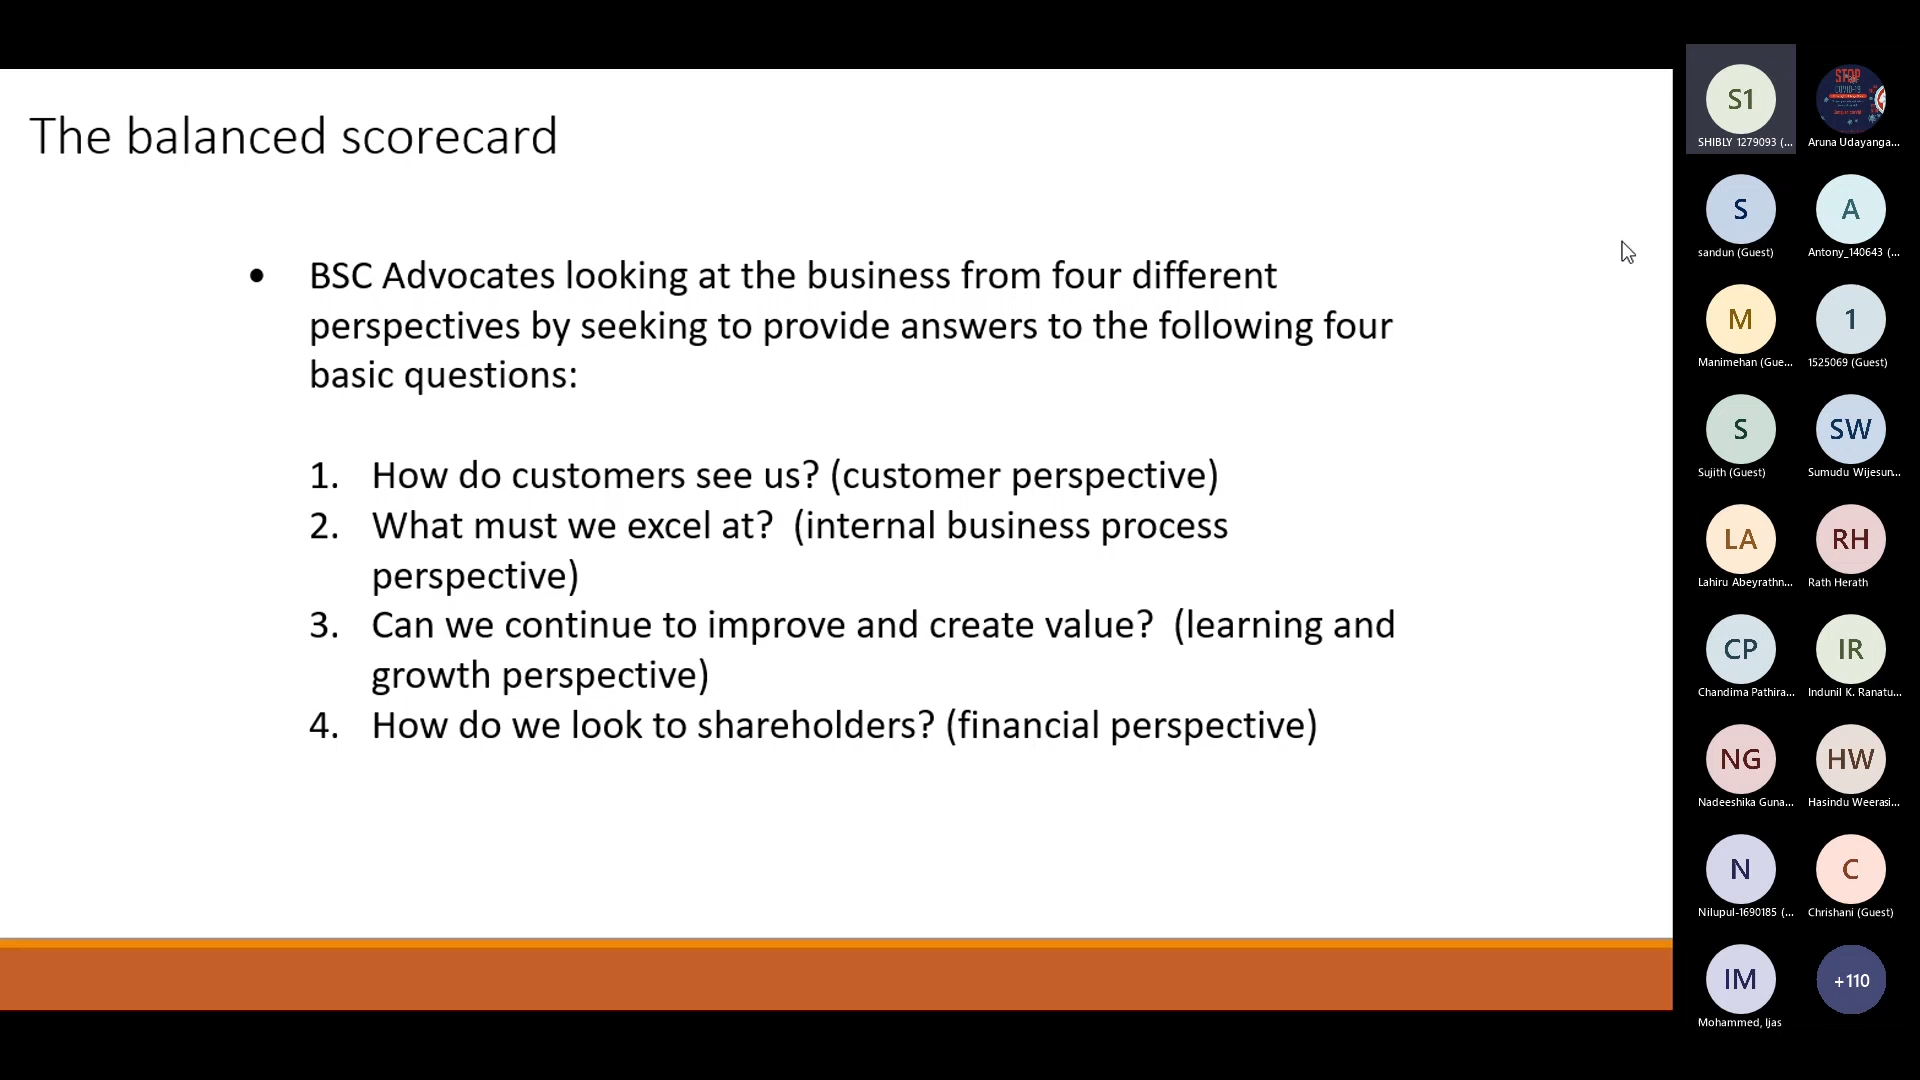 The balanced scorecard
• BSC Advocates looking at the business from four different
perspectives by seeking to provide answers to the following four
basic questions:
1. How do customers see us? (customer perspective)
2. What must we excel at? (internal business process
perspective)
3. Can we continue to improve and create value? (learning and
growth perspective)
4. How do we look to shareholders? (financial perspective)
S1
SHIBLY 1279093 (...
STOP
COVID-19
Aruna Udayanga...
S
sandun (Guest)
A
Antony_140643 (...
M
Manimehan (Gue...
1
1525069 (Guest)
S
Sujith (Guest)
SW
Sumudu Wijesun...
LA
Lahiru Abeyrathn...
RH
Rath Herath
CP
Chandima Pathira...
IR
Indunil K. Ranatu...
NG
Nadeeshika Guna...
HW
Hasindu Weerasi...
N
Nilupul-1690185 (...
C
Chrishani (Guest)
IM
Mohammed, Ijas
+110